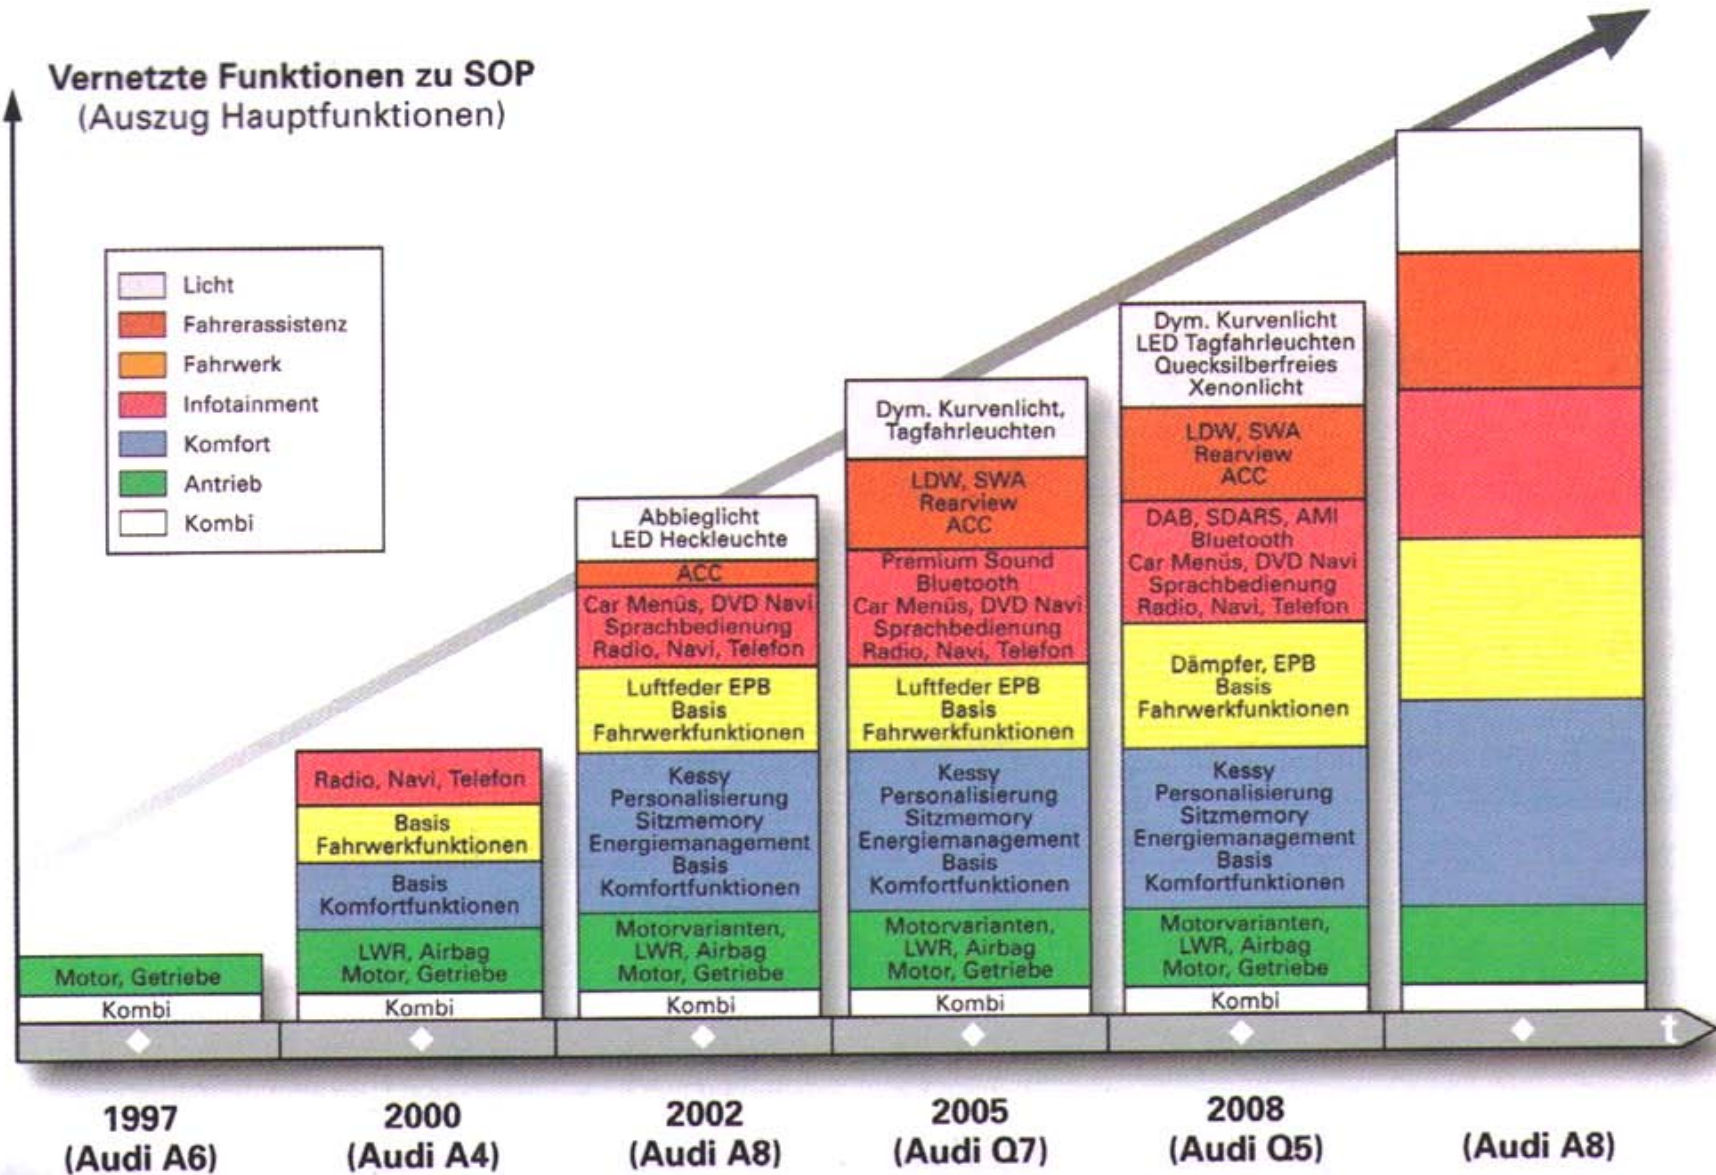 Vernetzte Funktionen zu SOP
(Auszug Hauptfunktionen)
Licht
Fahrerassistenz
Fahrwerk
Infotainment
Komfort
Antrieb
Kombi
Motor, Getriebe
Kombi
Radio, Navi, Telefon
Basis
Fahrwerkfunktionen
Basis
Komfortfunktionen
LWR, Airbag
Motor, Getriebe
Kombi
Abbieglicht
LED Heckleuchte
ACC
Car Menüs, DVD Navi
Sprachbedienung
Radio, Navi, Telefon
Luftfeder EPB
Basis
Fahrwerkfunktionen
Kessy
Personalisierung
Sitzmemory
Energiemanagement
Basis
Komfortfunktionen
Motorvarianten,
LWR, Airbag
Motor, Getriebe
Kombi
Dym. Kurvenlicht,
Tagfahrleuchten
LDW, SWA
Rearview
ACC
Premium Sound
Bluetooth
Car Menüs, DVD Navi
Sprachbedienung
Radio, Navi, Telefon
Luftfeder EPB
Basis
Fahrwerkfunktionen
Kessy
Personalisierung
Sitzmemory
Energiemanagement
Basis
Komfortfunktionen
Motorvarianten,
LWR, Airbag
Motor, Getriebe
Kombi
Dym. Kurvenlicht
LED Tagfahrleuchten
Quecksilberfreies
Xenonlicht
LDW, SWA
Rearview
ACC
DAB, SDARS, AMI
Bluetooth
Car Menüs, DVD Navi
Sprachbedienung
Radio, Navi, Telefon
Dämpfer, EPB
Basis
Fahrwerkfunktionen
Kessy
Personalisierung
Sitzmemory
Energiemanagement
Basis
Komfortfunktionen
Motorvarianten,
LWR, Airbag
Motor, Getriebe
Kombi
t
1997
(Audi A6)
2000
(Audi A4)
2002
(Audi A8)
2005
(Audi Q7)
2008
(Audi Q5)
(Audi A8)